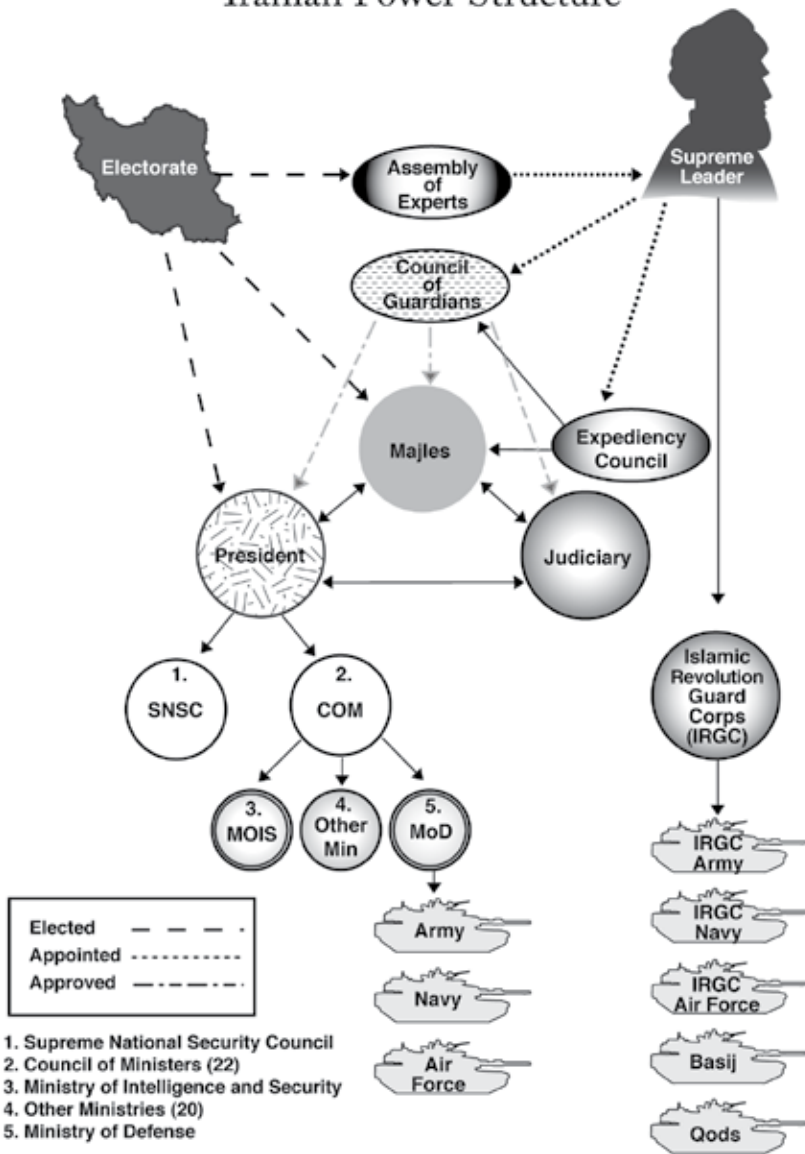 Iranian Power Structure
Electorate
Assembly
of
Experts
Supreme
Leader
Council
of
Guardians
Majles
Expediency
Council
President
Judiciary
1.
SNSC
2.
COM
Islamic
Revolution
Guard
Corps
(IRGC)
3.
MOIS
4.
Other
Min
5.
MoD
IRGC
Army
IRGC
Navy
IRGC
Air Force
Basij
Qods
Army
Navy
Air
Force
Elected
Appointed
Approved
1. Supreme National Security Council
2. Council of Ministers (22)
3. Ministry of Intelligence and Security
4. Other Ministries (20)
5. Ministry of Defense